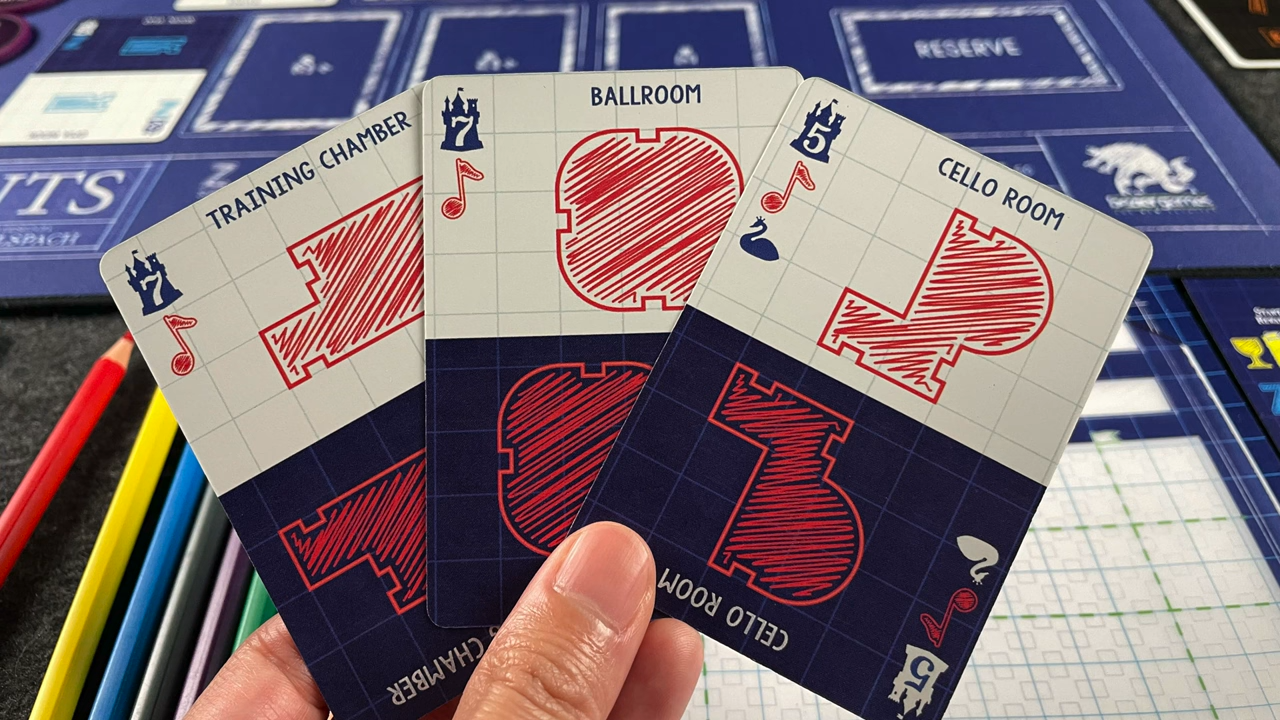 RESERVE
ITS
TRAINING CHAMBER
7
BALLROOM
7
CELLO ROOM
5
CHAMBER
CELLO ROOM
5